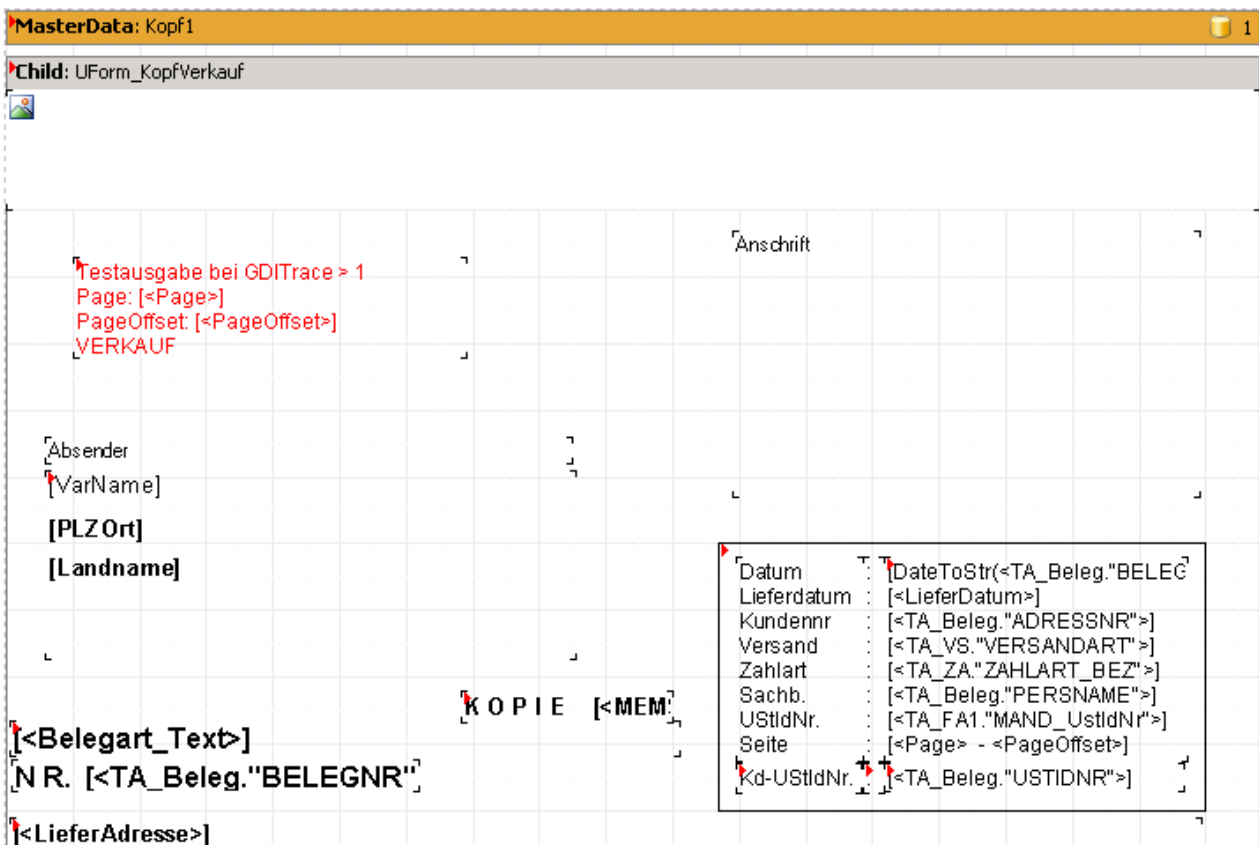 MasterData: Kopf1 1
Child: UForm_KopfVerkauf
Anschrift
Testausgabe bei GDITrace > 1
Page: [<Page>]
PageOffset: [<PageOffset>]
VERKAUF
Absender
[VarName]
[PLZOrt]
[Landname]
Datum : [DateToStr(<TA_Beleg."BELEG
Lieferdatum : [<LieferDatum>]
Kundennr : [<TA_Beleg."ADRESSNR">]
Versand : [<TA_VS."VERSANDART">]
Zahlart : [<TA_ZA."ZAHLART_BEZ">]
Sachb. : [<TA_Beleg."PERSNAME">]
UStIdNr. : [<TA_FA1."MAND_UstIdNr">]
Seite : [<Page> - <PageOffset>]
Kd-UStIdNr. : [<TA_Beleg."USTIDNR">]
K O P I E [<MEM
[<Belegart_Text>]
N R. [<TA_Beleg."BELEGNR"
[<LieferAdresse>]